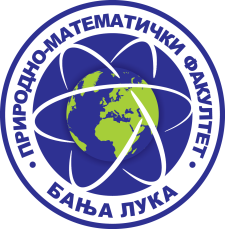 ПРИРОДНО-МАТЕМАТИЧКИ ФАКУЛТЕТ
БАЊА ЛУКА